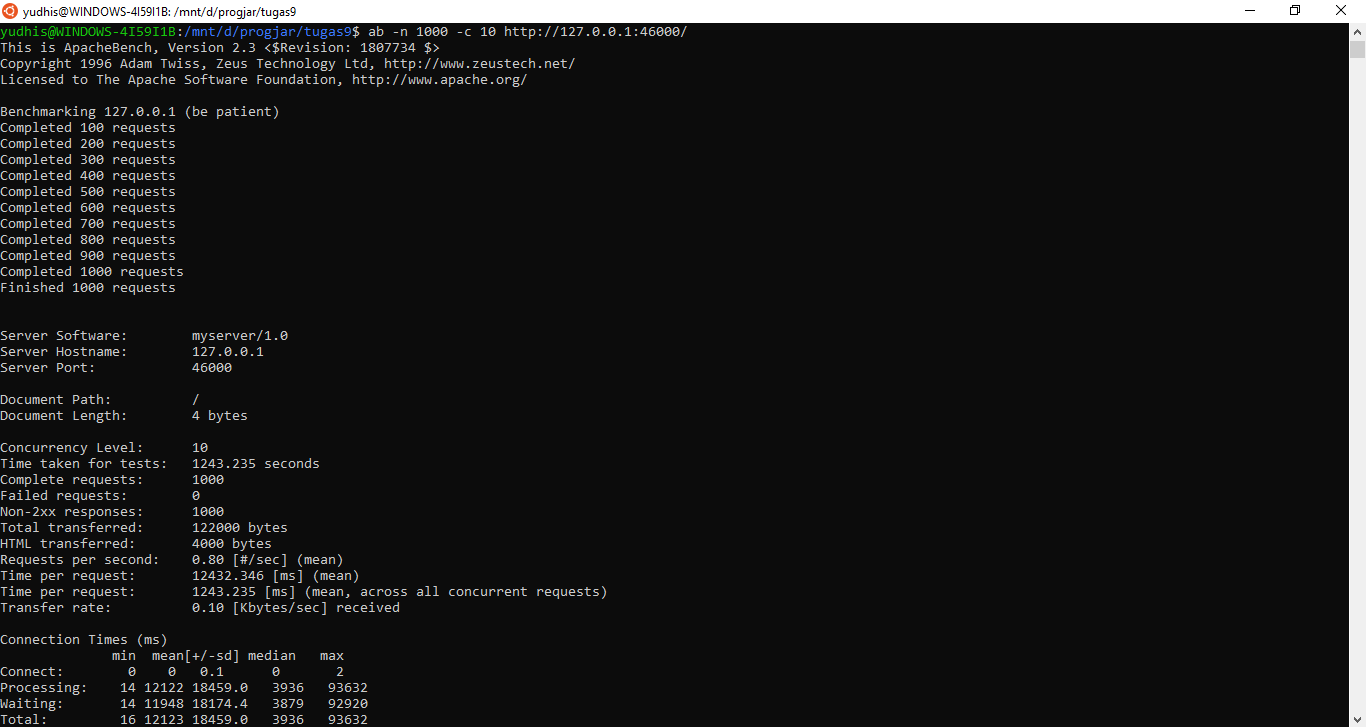 yudhis@WINDOWS-4I59I1B: /mnt/d/progjar/tugas9
yudhis@WINDOWS-4I59I1B:/mnt/d/progjar/tugas9$ ab -n 1000 -c 10 http://127.0.0.1:46000/
This is ApacheBench, Version 2.3 <$Revision: 1807734 $>
Copyright 1996 Adam Twiss, Zeus Technology Ltd, http://www.zeustech.net/
Licensed to The Apache Software Foundation, http://www.apache.org/

Benchmarking 127.0.0.1 (be patient)
Completed 100 requests
Completed 200 requests
Completed 300 requests
Completed 400 requests
Completed 500 requests
Completed 600 requests
Completed 700 requests
Completed 800 requests
Completed 900 requests
Completed 1000 requests
Finished 1000 requests

Server Software:        myserver/1.0
Server Hostname:        127.0.0.1
Server Port:            46000

Document Path:          /
Document Length:        4 bytes

Concurrency Level:      10
Time taken for tests:   1243.235 seconds
Complete requests:      1000
Failed requests:        0
Non-2xx responses:      1000
Total transferred:      122000 bytes
HTML transferred:       4000 bytes
Requests per second:    0.80 [#/sec] (mean)
Time per request:       12432.346 [ms] (mean)
Time per request:       1243.235 [ms] (mean, across all concurrent requests)
Transfer rate:          0.10 [Kbytes/sec] received

Connection Times (ms)
              min  mean[+/-sd] median   max
Connect:        0    0   0.1      0       2
Processing:    14 12122 18459.0   3936   93632
Waiting:       14 11948 18174.4   3879   92920
Total:         16 12123 18459.0   3936   93632